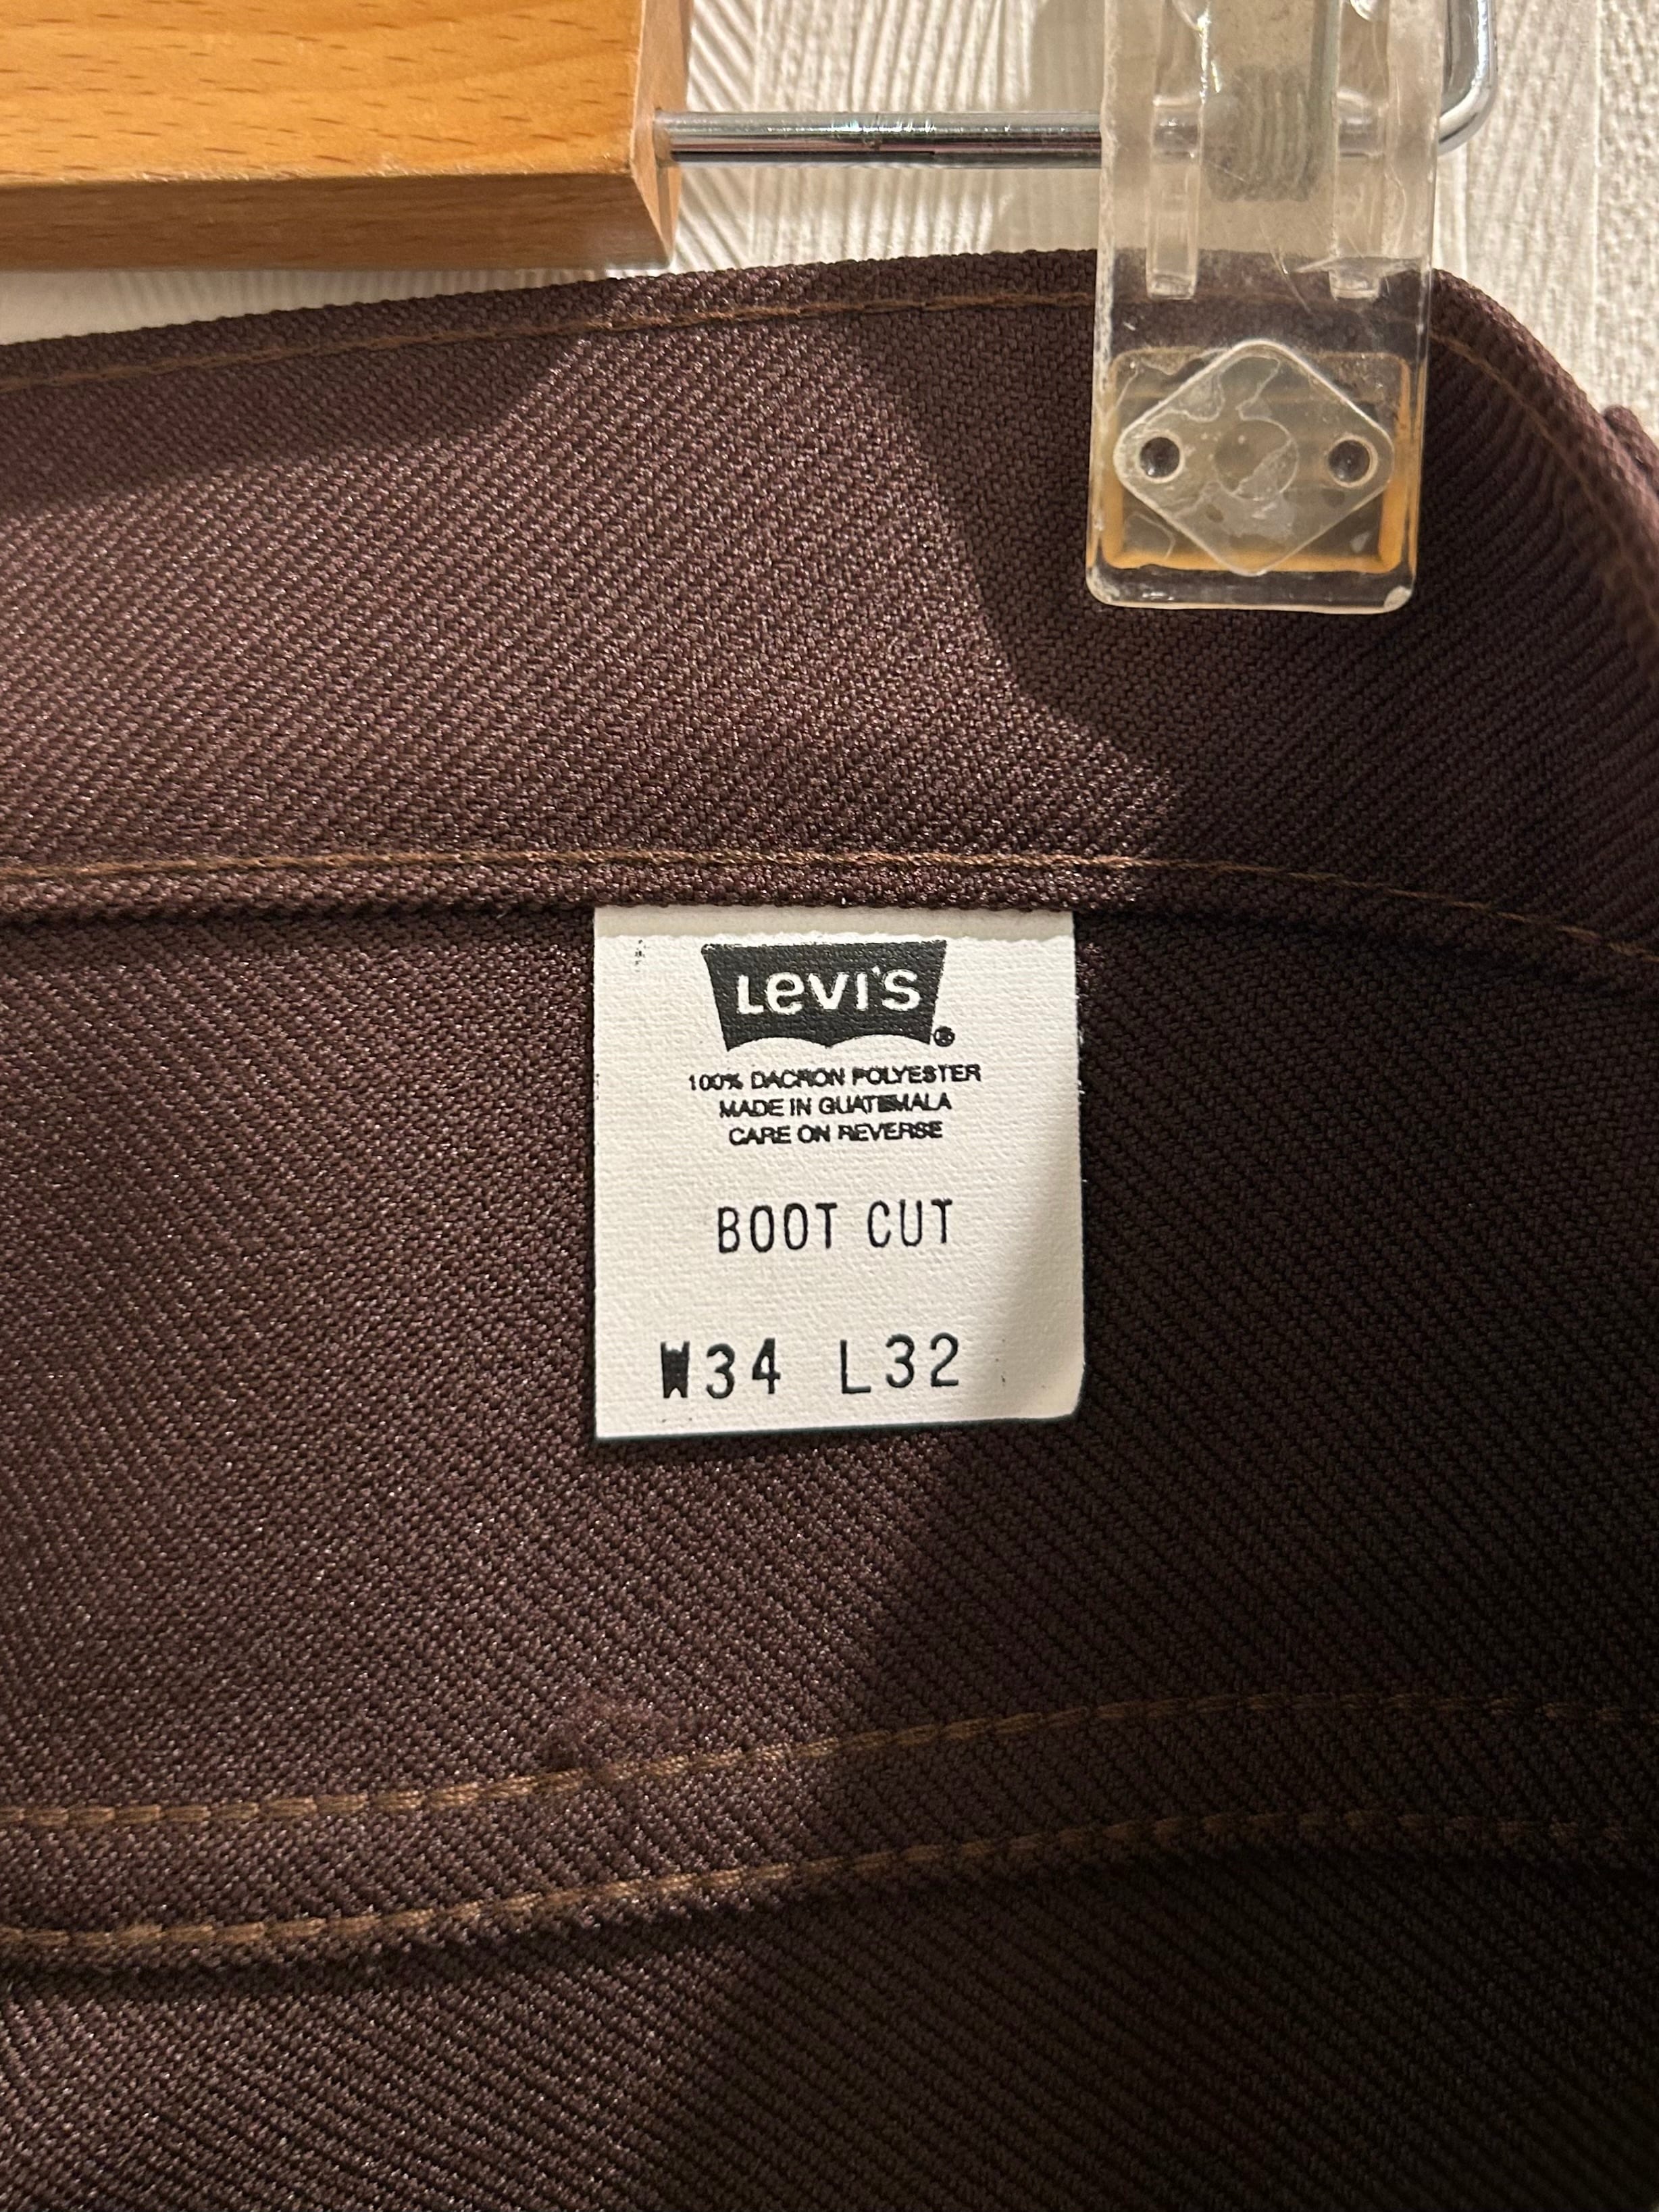 Levi's ®
100% DACRON POLYESTER
MADE IN GUATEMALA
CARE ON REVERSE
BOOT CUT
W34 L32